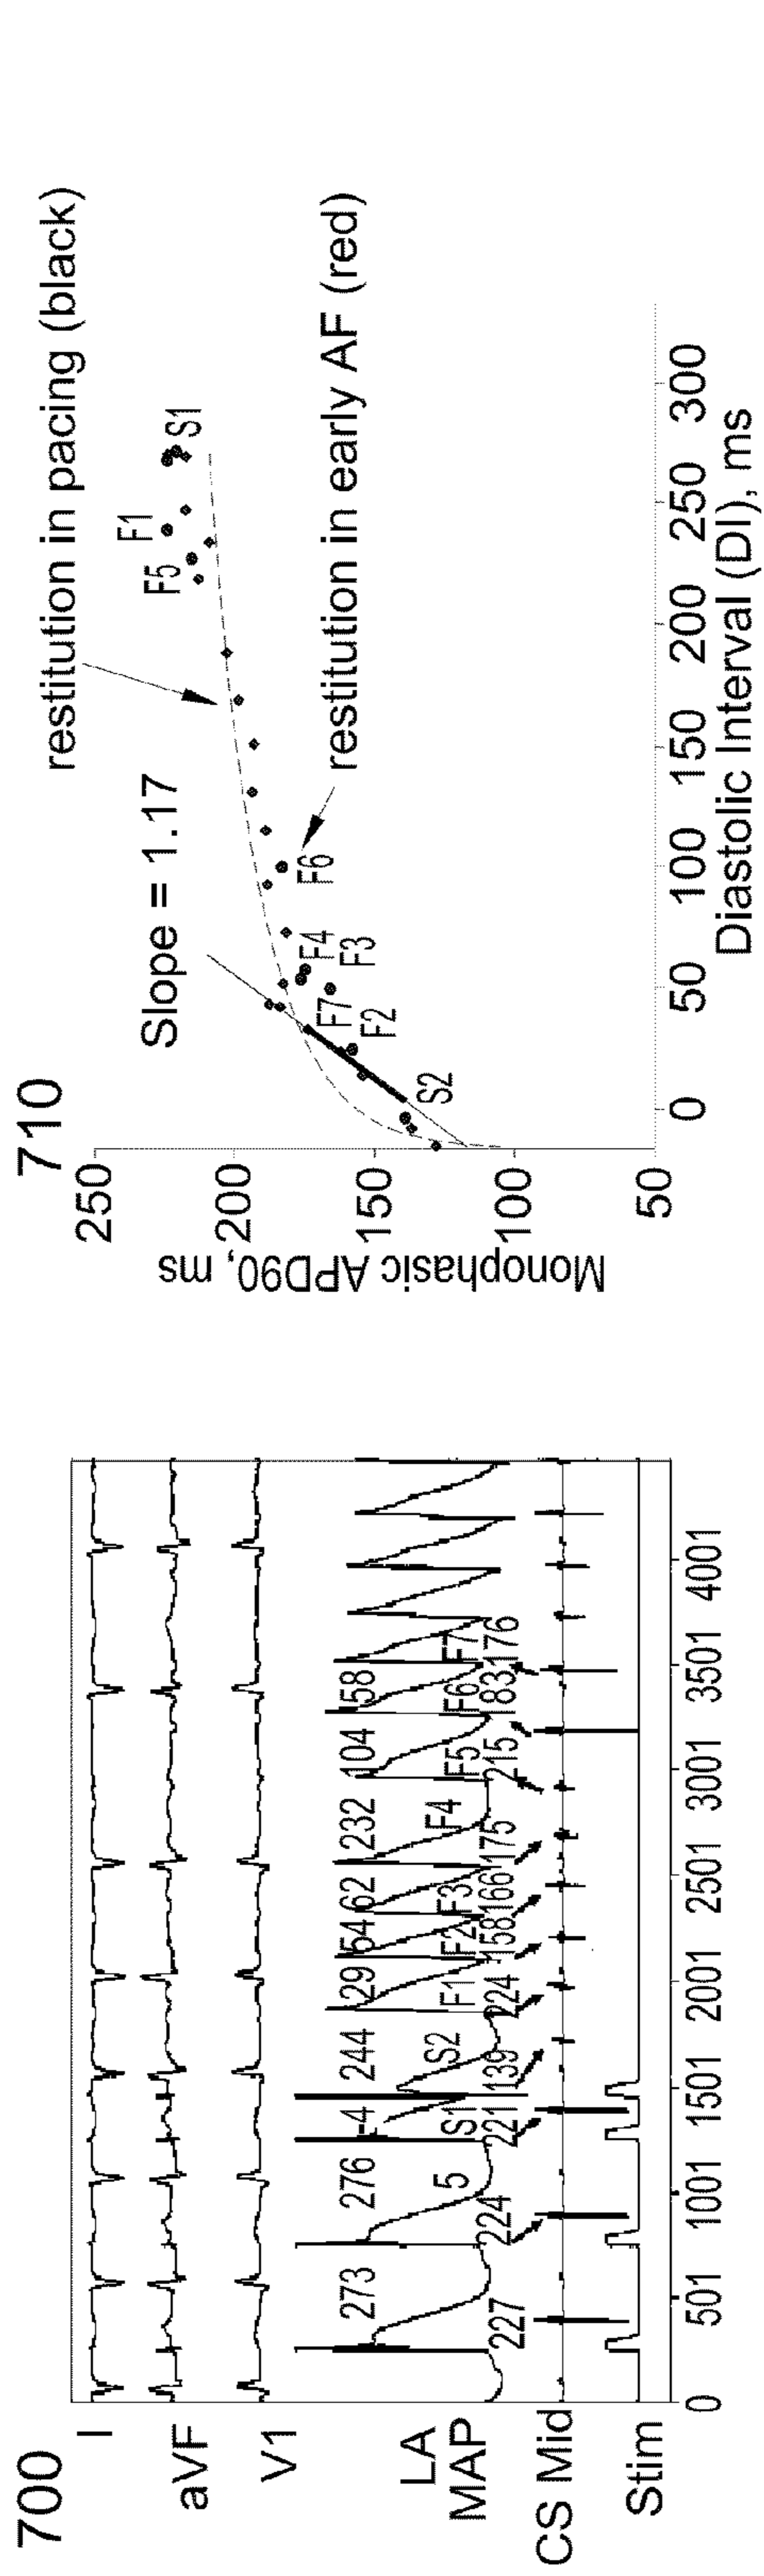 700
I
aVF
V1
LA
MAP
CS Mid
Stim
273 276 -4 244 29 54 62 232 104 58
5 S1 S2 F1 F2 F3 F4 F5 F6 F7
227 224 221 139 224 158 166 175 215 183 176
0 501 1001 1501 2001 2501 3001 3501 4001
710
restitution in pacing (black)
Slope = 1.17
restitution in early AF (red)
F1
F5
S1
F6
F4
F3
F7
F2
S2
250
200
150
100
50
Monophasic APD90, ms
0 50 100 150 200 250 300
Diastolic Interval (DI), ms